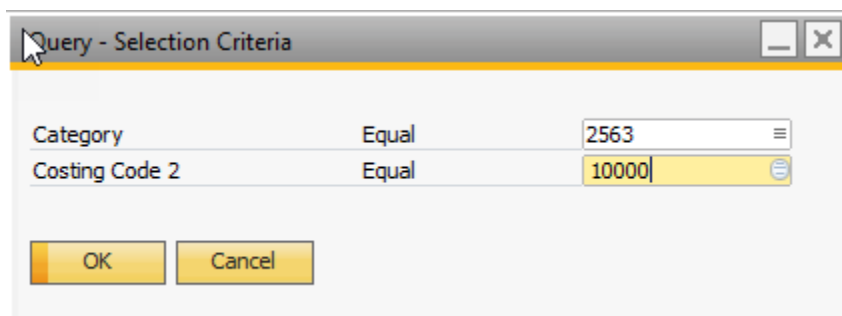 Query - Selection Criteria
Category Equal 2563
Costing Code 2 Equal 10000
OK Cancel